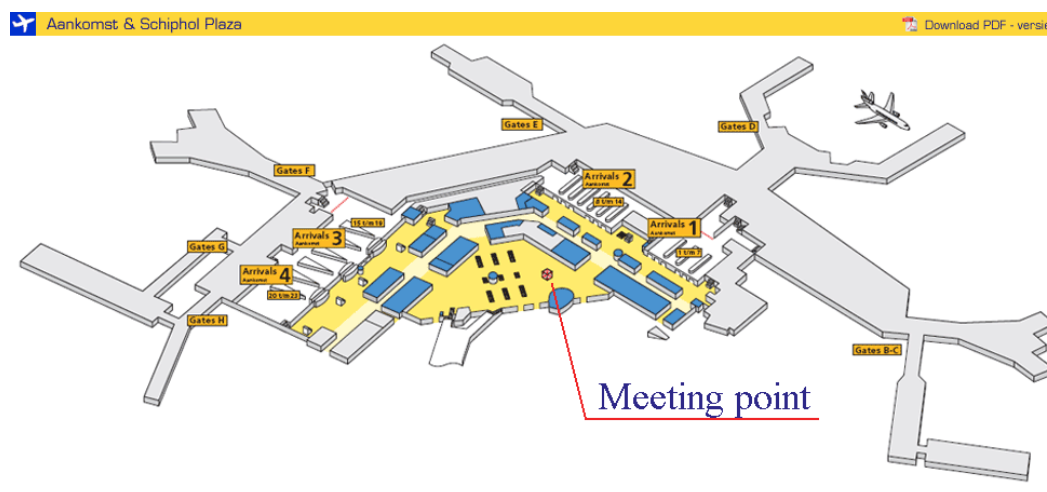 Aankomst & Schiphol Plaza
Download PDF - versie
Gates E
Gates D
Gates F
Arrivals 2
Aankomst
8 t/m 14
15 t/m 19
Arrivals 1
Aankomst
Arrivals 3
Aankomst
Gates G
1 t/m 7
Arrivals 4
Aankomst
20 t/m 23
Gates H
Gates B-C
Meeting point